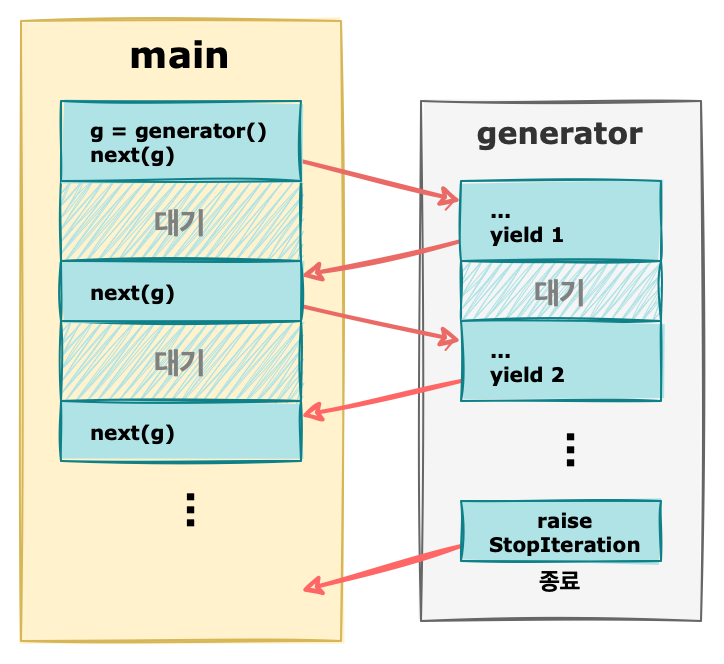 main
g = generator()
next(g)
대기
next(g)
대기
next(g)
⋮
generator
...
yield 1
대기
...
yield 2
⋮
raise
StopIteration
종료